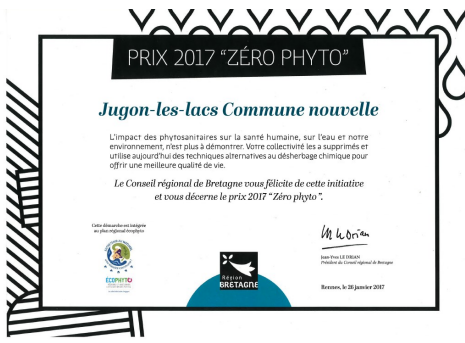 PRIX 2017 “ZÉRO PHYTO”
Jugon-les-lacs Commune nouvelle
L'impact des phytosanitaires sur la santé humaine, sur l'eau et notre
environnement, n'est plus à démontrer. Votre collectivité les a supprimés et
utilise aujourd'hui des techniques alternatives au désherbage chimique pour
offrir une meilleure qualité de vie.
Le Conseil régional de Bretagne vous félicite de cette initiative
et vous décerne le prix 2017 “Zéro phyto”.
Cette démarche est intégrée
au plan régional écophyto
ÉCOPHYTO
Région
BRETAGNE
Jean-Yves LE DRIAN
Président du Conseil régional de Bretagne
Rennes, le 28 janvier 2017